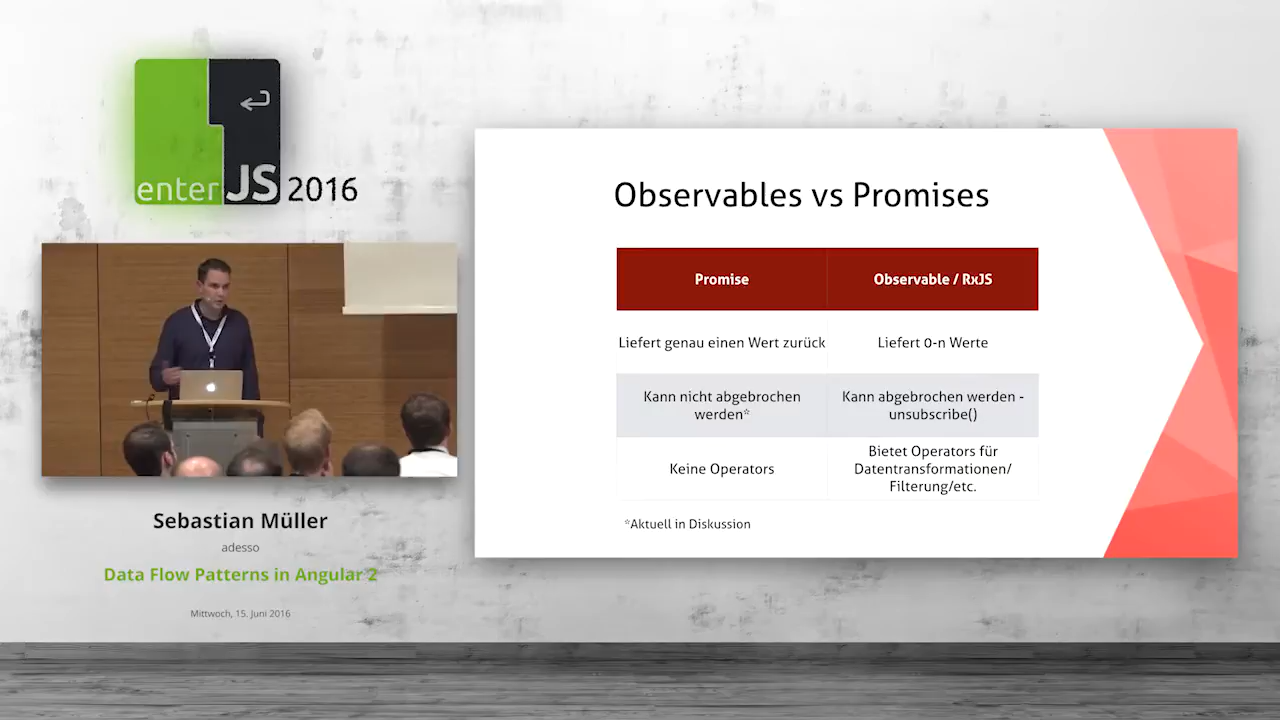 enterJS 2016
Sebastian Müller
adesso
Data Flow Patterns in Angular 2
Mittwoch, 15. Juni 2016
Observables vs Promises
Promise
Observable / RxJS
Liefert genau einen Wert zurück
Liefert 0-n Werte
Kann nicht abgebrochen
werden*
Kann abgebrochen werden -
unsubscribe()
Keine Operators
Bietet Operators für
Datentransformationen/
Filterung/etc.
*Aktuell in Diskussion